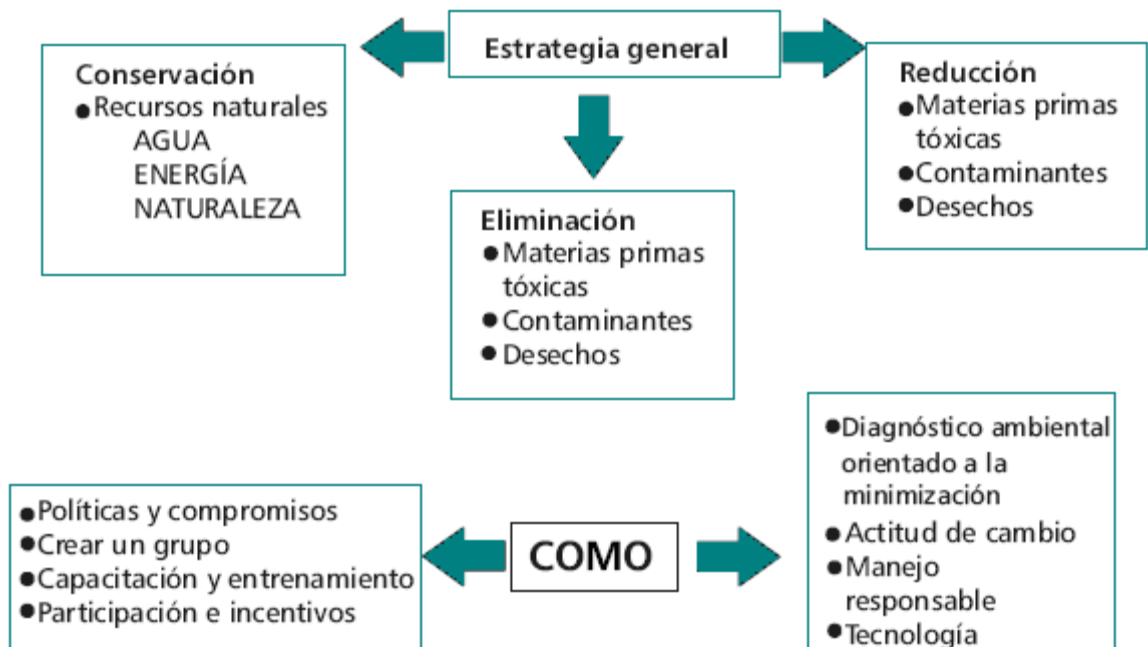 Estrategia general
Conservación
●Recursos naturales
AGUA
ENERGÍA
NATURALEZA
Eliminación
● Materias primas
tóxicas
● Contaminantes
● Desechos
Reducción
● Materias primas
tóxicas
● Contaminantes
● Desechos
COMO
● Políticas y compromisos
● Crear un grupo
● Capacitación y entrenamiento
● Participación e incentivos
● Diagnóstico ambiental
orientado a la
minimización
● Actitud de cambio
● Manejo
responsable
● Tecnología